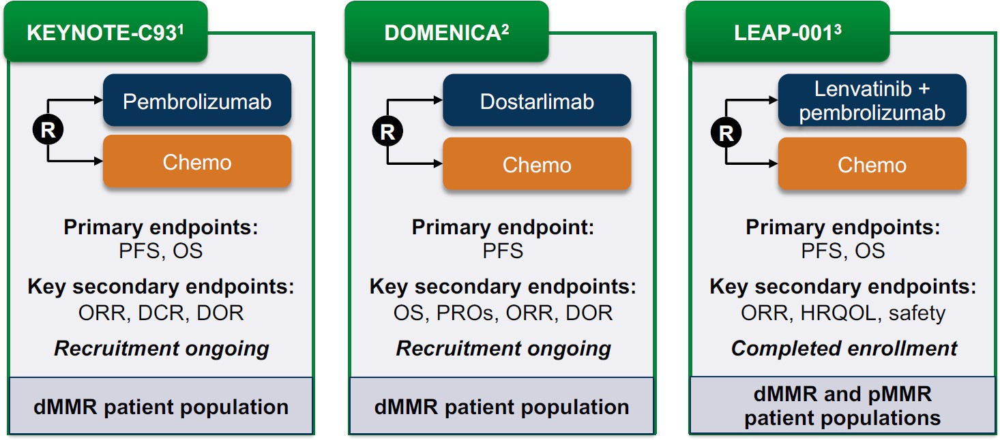 KEYNOTE-C93¹
R
Pembrolizumab
Chemo
Primary endpoints:
PFS, OS
Key secondary endpoints:
ORR, DCR, DOR
Recruitment ongoing
dMMR patient population
DOMENICA²
R
Dostarlimab
Chemo
Primary endpoint:
PFS
Key secondary endpoints:
OS, PROs, ORR, DOR
Recruitment ongoing
dMMR patient population
LEAP-001³
R
Lenvatinib +
pembrolizumab
Chemo
Primary endpoints:
PFS, OS
Key secondary endpoints:
ORR, HRQOL, safety
Completed enrollment
dMMR and pMMR
patient populations